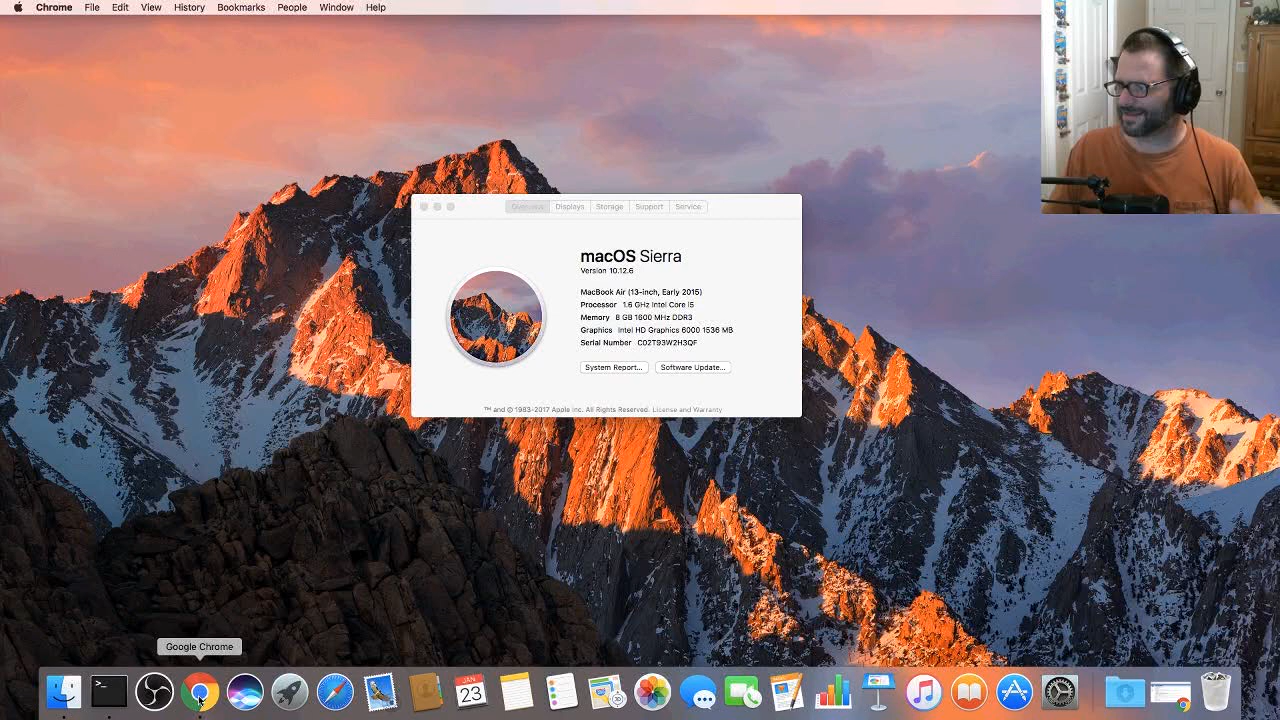 Chrome File Edit View History Bookmarks People Window Help
Overview Displays Storage Support Service
macOS Sierra
Version 10.12.6
MacBook Air (13-inch, Early 2015)
Processor 1.6 GHz Intel Core i5
Memory 8 GB 1600 MHz DDR3
Graphics Intel HD Graphics 6000 1536 MB
Serial Number C02T93W2H3QF
System Report... Software Update...
™ and © 1983-2017 Apple Inc. All Rights Reserved. License and Warranty
Google Chrome
>_
JAN
23